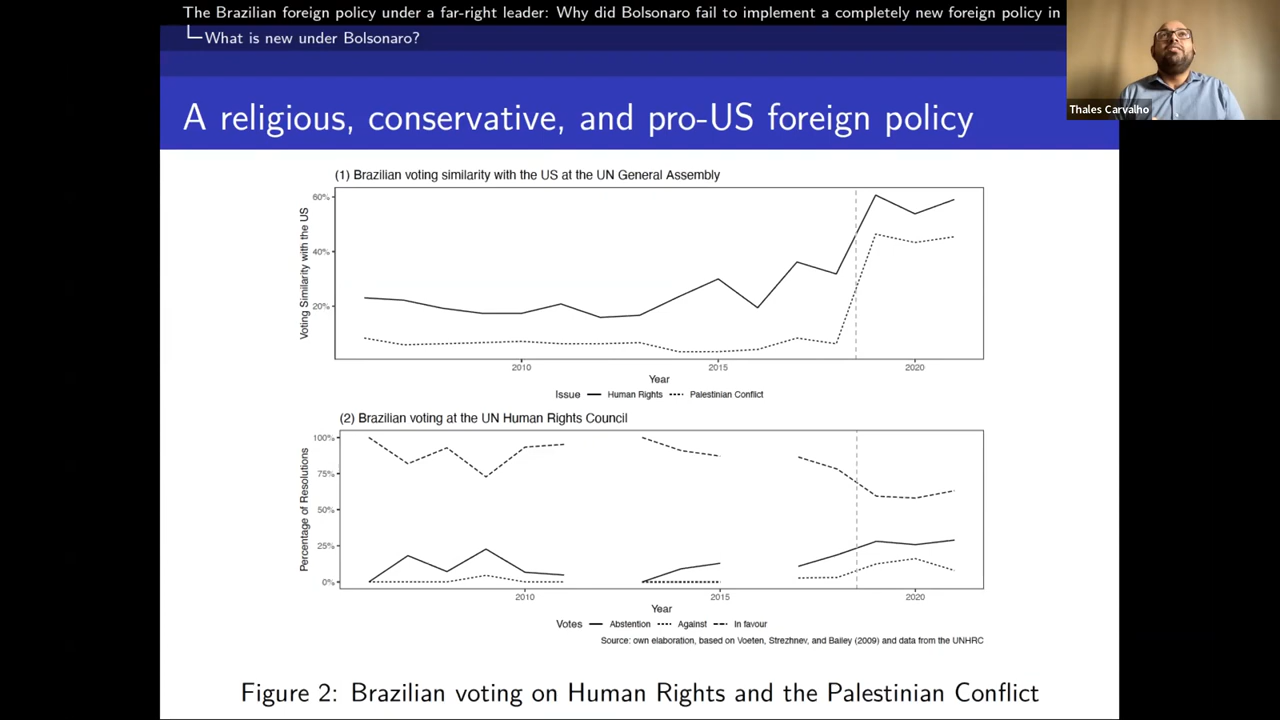 The Brazilian foreign policy under a far-right leader: Why did Bolsonaro fail to implement a completely new foreign policy in
What is new under Bolsonaro?
Thales Carvalho
A religious, conservative, and pro-US foreign policy
(1) Brazilian voting similarity with the US at the UN General Assembly
Voting Similarity with the US
60%
40%
20%
2010 2015 2020
Year
Issue Human Rights Palestinian Conflict
(2) Brazilian voting at the UN Human Rights Council
Percentage of Resolutions
100%
75%
50%
25%
0%
2010 2015 2020
Year
Votes Abstention Against In favour
Source: own elaboration, based on Voeten, Strezhnev, and Bailey (2009) and data from the UNHRC
Figure 2: Brazilian voting on Human Rights and the Palestinian Conflict